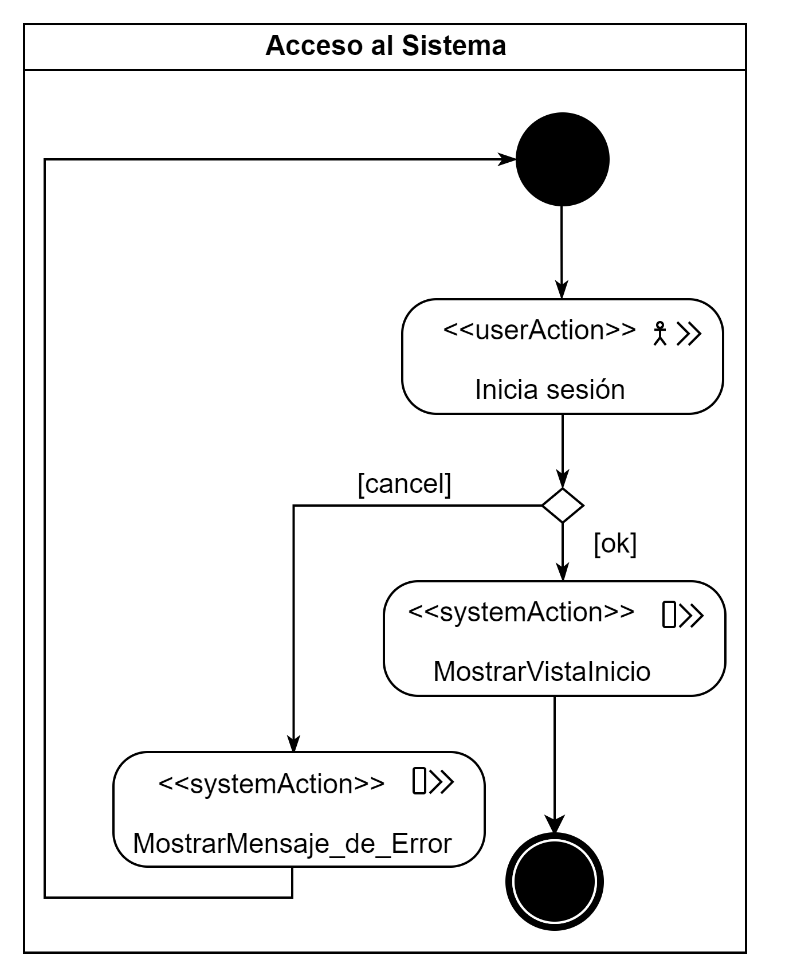 Acceso al Sistema
<<userAction>>
Inicia sesión
[cancel]
[ok]
<<systemAction>>
MostrarVistaInicio
<<systemAction>>
MostrarMensaje_de_Error